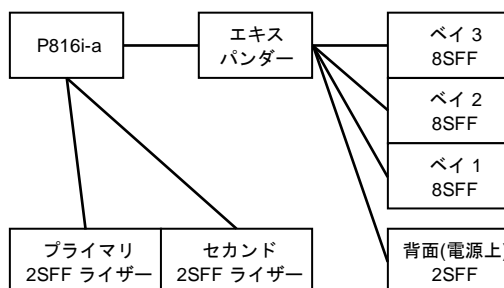 P816i-a
エキス
パンダー
ベイ 3
8SFF
ベイ 2
8SFF
ベイ 1
8SFF
プライマリ
2SFF ライザー
セカンド
2SFF ライザー
背面(電源上)
2SFF